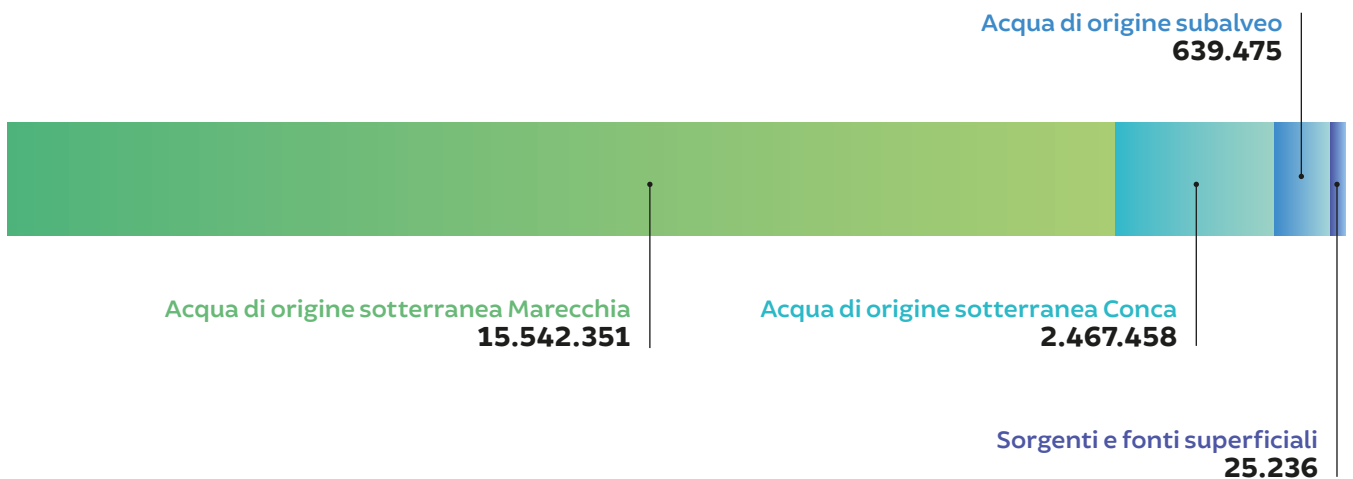 Acqua di origine subalveo
639.475
Acqua di origine sotterranea Marecchia
15.542.351
Acqua di origine sotterranea Conca
2.467.458
Sorgenti e fonti superficiali
25.236